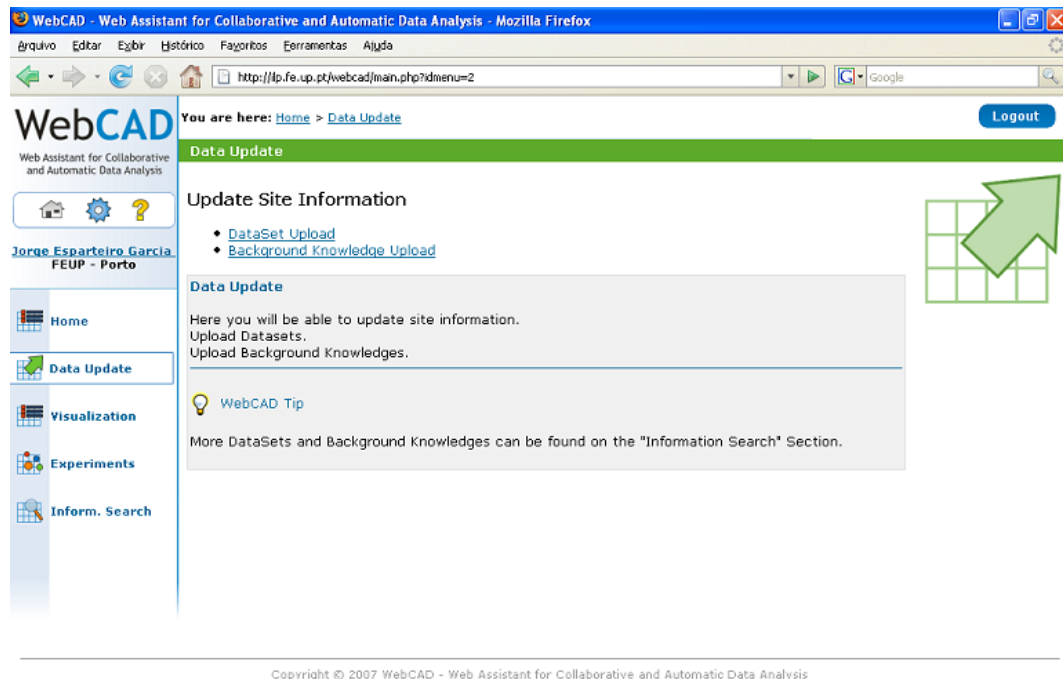 WebCAD - Web Assistant for Collaborative and Automatic Data Analysis - Mozilla Firefox
Arquivo Editar Exibir Histórico Favoritos Ferramentas Ajuda
http://lp.fe.up.pt/webcad/main.php?idmenu=2
G Google
WebCAD
Web Assistant for Collaborative
and Automatic Data Analysis
You are here: Home > Data Update
Logout
Data Update
?
Jorge Esparteiro Garcia
FEUP - Porto
Home
Data Update
Visualization
Experiments
Inform. Search
Update Site Information
• DataSet Upload
• Background Knowledge Upload
Data Update
Here you will be able to update site information.
Upload Datasets.
Upload Background Knowledges.
WebCAD Tip
More DataSets and Background Knowledges can be found on the "Information Search" Section.
Copyright © 2007 WebCAD - Web Assistant for Collaborative and Automatic Data Analysis